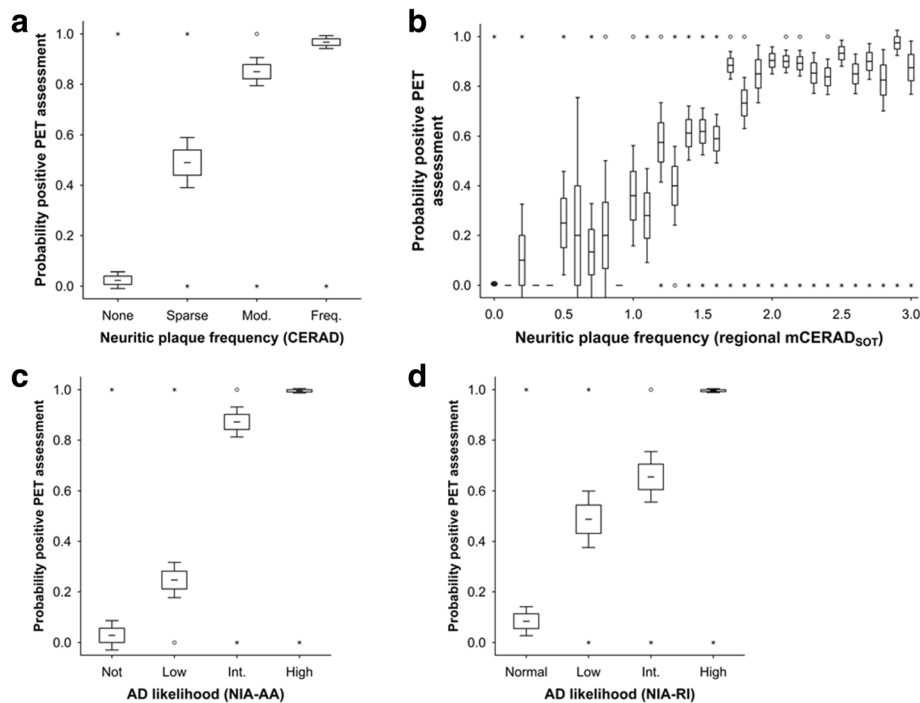 a
Probability positive PET assessment
1.0
0.8
0.6
0.4
0.2
0.0
None Sparse Mod. Freq.
Neuritic plaque frequency (CERAD)
b
Probability positive PET
assessment
1.0
0.8
0.6
0.4
0.2
0.0
0.0 0.5 1.0 1.5 2.0 2.5 3.0
Neuritic plaque frequency (regional mCERADSOT)
c
Probability positive PET assessment
1.0
0.8
0.6
0.4
0.2
0.0
Not Low Int. High
AD likelihood (NIA-AA)
d
Probability positive PET assessment
1.0
0.8
0.6
0.4
0.2
0.0
Normal Low Int. High
AD likelihood (NIA-RI)